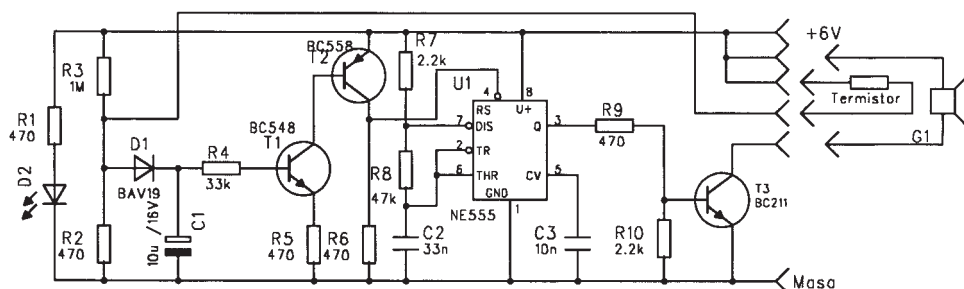 BC558
T2
R7
2.2k
+6V
R3
1M
U1
4
8
RS
U+
Termistor
R1
470
BC548
T1
7
DIS
Q
3
R9
470
G1
D1
BAV19
R4
33k
2
TR
R8
47k
6
THR
CV
5
D2
GND
NE555
1
T3
BC211
R2
470
10u /16V
C1
R5
470
R6
470
C2
33n
C3
10n
R10
2.2k
Masa